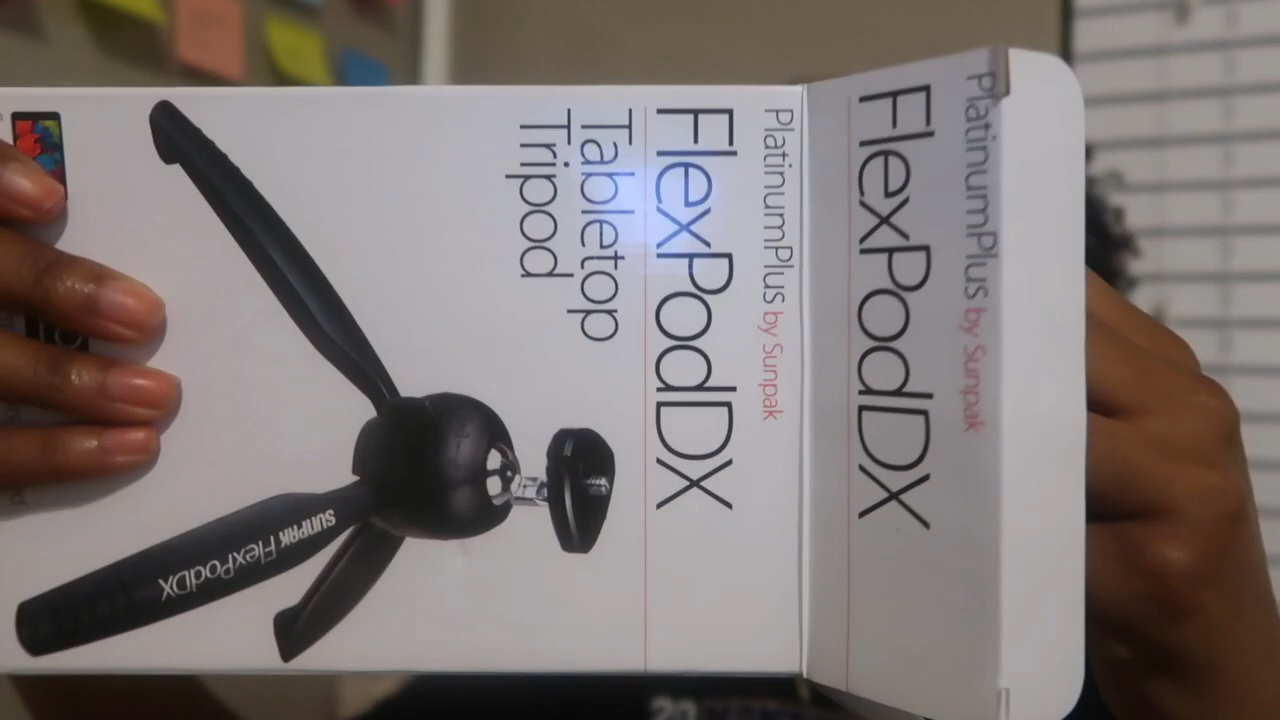 PlatinumPlus by Sunpak
FlexPodDX
PlatinumPlus by Sunpak
FlexPodDX
Tabletop
Tripod
SUNPAK FlexPodDX